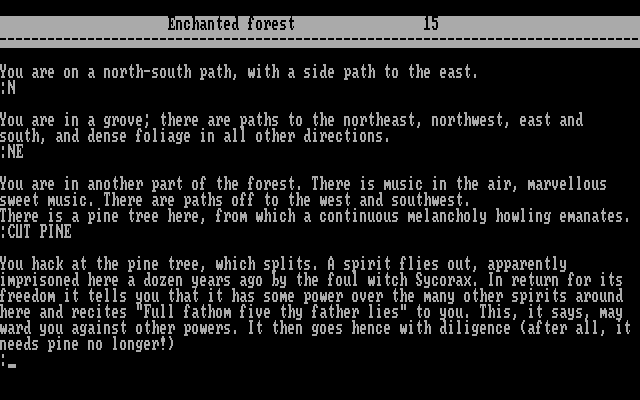 Enchanted forest 15
--------------------------------------------------------------------------------
You are on a north-south path, with a side path to the east.
:N
You are in a grove; there are paths to the northeast, northwest, east and
south, and dense foliage in all other directions.
:NE
You are in another part of the forest. There is music in the air, marvellous
sweet music. There are paths off to the west and southwest.
There is a pine tree here, from which a continuous melancholy howling emanates.
:CUT PINE
You hack at the pine tree, which splits. A spirit flies out, apparently
imprisoned here a dozen years ago by the foul witch Sycorax. In return for its
freedom it tells you that it has some power over the many other spirits around
here and recites "Full fathom five thy father lies" to you. This, it says, may
ward you against other powers. It then goes hence with diligence (after all, it
needs pine no longer!)
:_